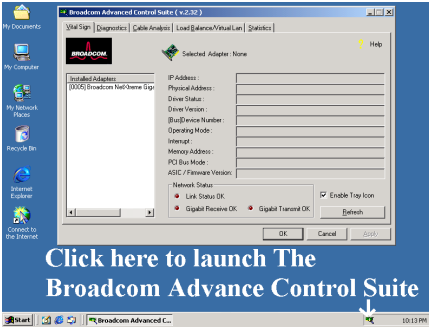 My Documents
My Computer
My Network
Places
Recycle Bin
Internet
Explorer
Connect to
the Internet
Broadcom Advanced Control Suite ( v.2.32 )
Vital Sign Diagnostics Cable Analysis Load Balance/Virtual Lan Statistics
BROADCOM.
Selected Adapter: None
? Help
Installed Adapters
[0005] Broadcom NetXtreme Giga
IP Address :
Physical Address :
Driver Status :
Driver Version :
[Bus]Device Number :
Operating Mode :
Interrupt :
Memory Address :
PCI Bus Mode :
ASIC / Firmware Version:
Network Status
Link Status OK
Gigabit Receive OK
Gigabit Transmit OK
Enable Tray Icon
Refresh
OK Cancel Apply
Click here to launch The
Broadcom Advance Control Suite
Start
Broadcom Advanced C...
10:13 PM